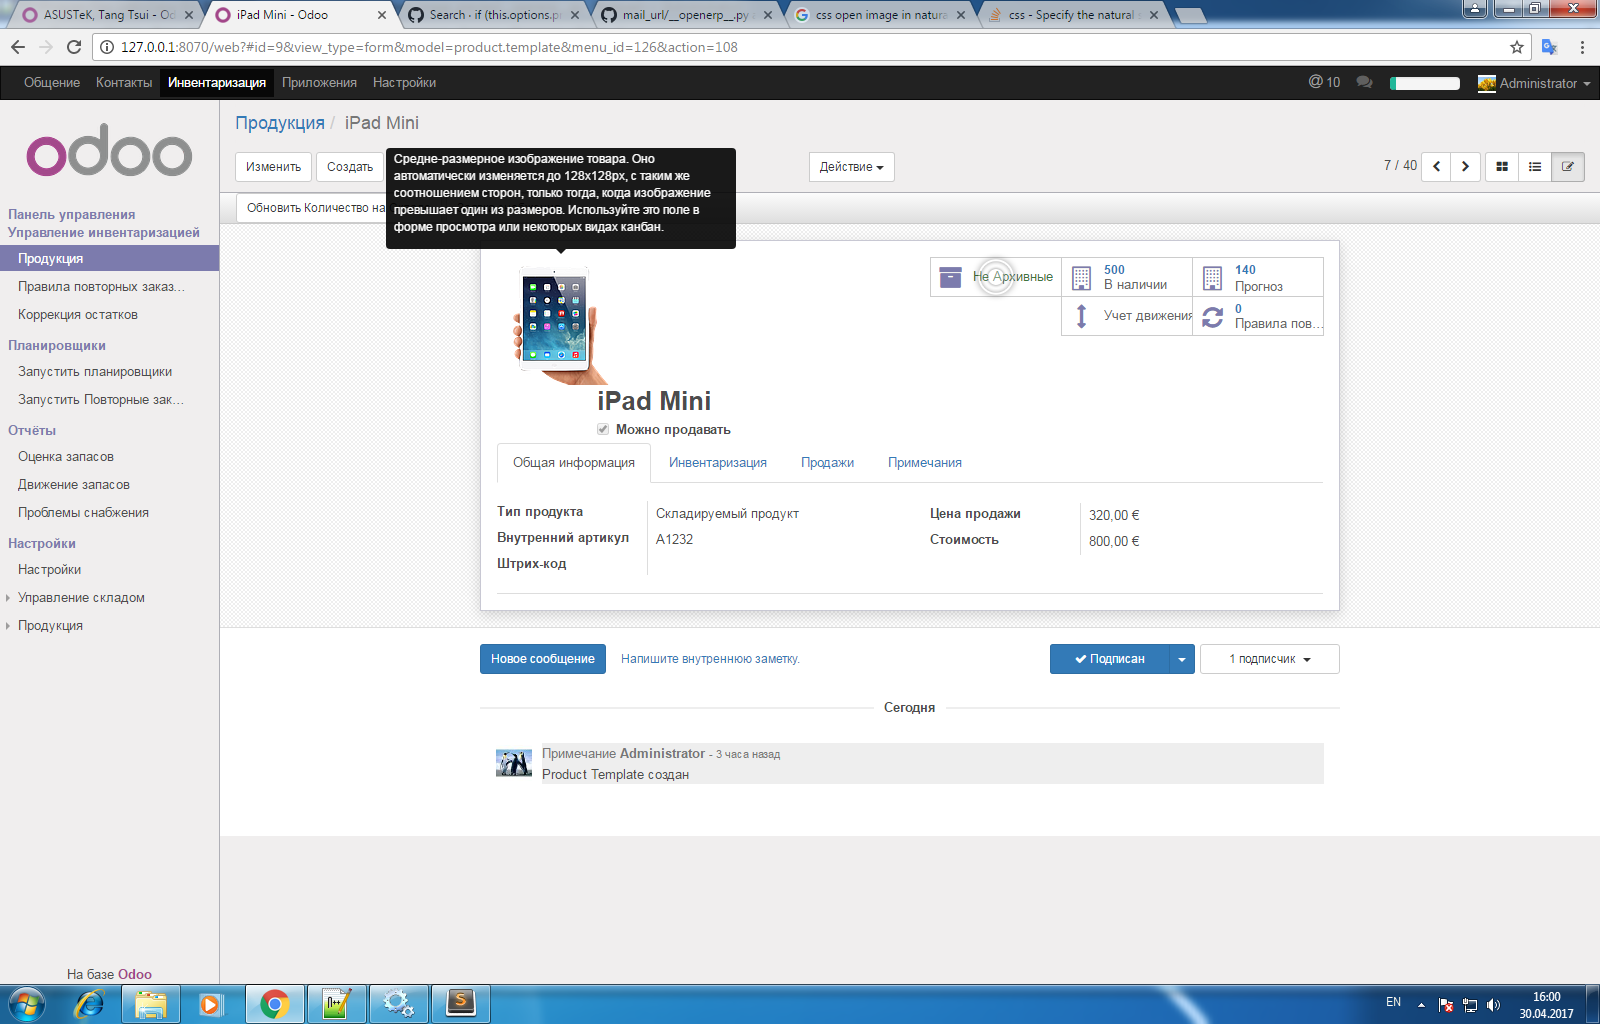 ASUSTeK, Tang Tsui - Od
iPad Mini - Odoo
Search · if (this.options.p
mail_url/__openerp__.py
css open image in natura
css - Specify the natural
127.0.0.1:8070/web?#id=9&view_type=form&model=product.template&menu_id=126&action=108
Общение
Контакты
Инвентаризация
Приложения
Настройки
@ 10
Administrator
odoo
Продукция / iPad Mini
Изменить
Создать
Действие
7 / 40
Обновить Количество на
Средне-размерное изображение товара. Оно
автоматически изменяется до 128x128px, с таким же
соотношением сторон, только тогда, когда изображение
превышает один из размеров. Используйте это поле в
форме просмотра или некоторых видах канбан.
Панель управления
Управление инвентаризацией
Продукция
Правила повторных заказ...
Коррекция остатков
Планировщики
Запустить планировщики
Запустить Повторные зак...
Отчёты
Оценка запасов
Движение запасов
Проблемы снабжения
Настройки
Настройки
Управление складом
Продукция
На базе Odoo
Не Архивные
500
В наличии
140
Прогноз
Учет движения
0
Правила пов...
iPad Mini
Можно продавать
Общая информация
Инвентаризация
Продажи
Примечания
Тип продукта
Складируемый продукт
Внутренний артикул
A1232
Штрих-код
Цена продажи
320,00 €
Стоимость
800,00 €
Новое сообщение
Напишите внутреннюю заметку.
Подписан
1 подписчик
Сегодня
Примечание Administrator - 3 часа назад
Product Template создан
N++
S
EN
16:00
30.04.2017